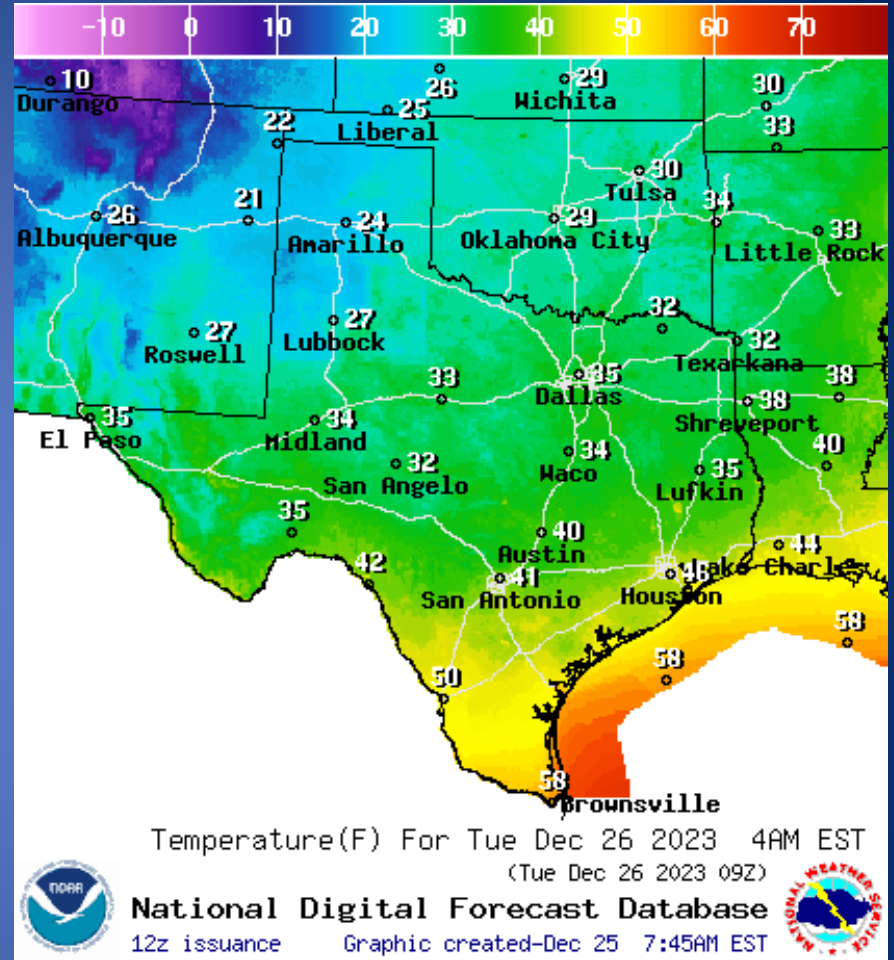 -10 0 10 20 30 40 50 60 70
10
Durango
26
25
Liberal
29
Wichita
30
33
22
30
Tulsa
26
Albuquerque
21
24
Amarillo
29
Oklahoma City
34
33
Little Rock
27
Roswell
27
Lubbock
32
32
Texarkana
35
Dallas
33
38
Shreveport
38
35
El Paso
34
Midland
32
San Angelo
34
Waco
35
Lufkin
40
35
40
Austin
44
Lake Charles
42
41
San Antonio
46
Houston
58
58
50
58
Brownsville
Temperature(F) For Tue Dec 26 2023 4AM EST
(Tue Dec 26 2023 09Z)
National Digital Forecast Database
12z issuance Graphic created-Dec 25 7:45AM EST
NOAA
NATIONAL WEATHER SERVICE